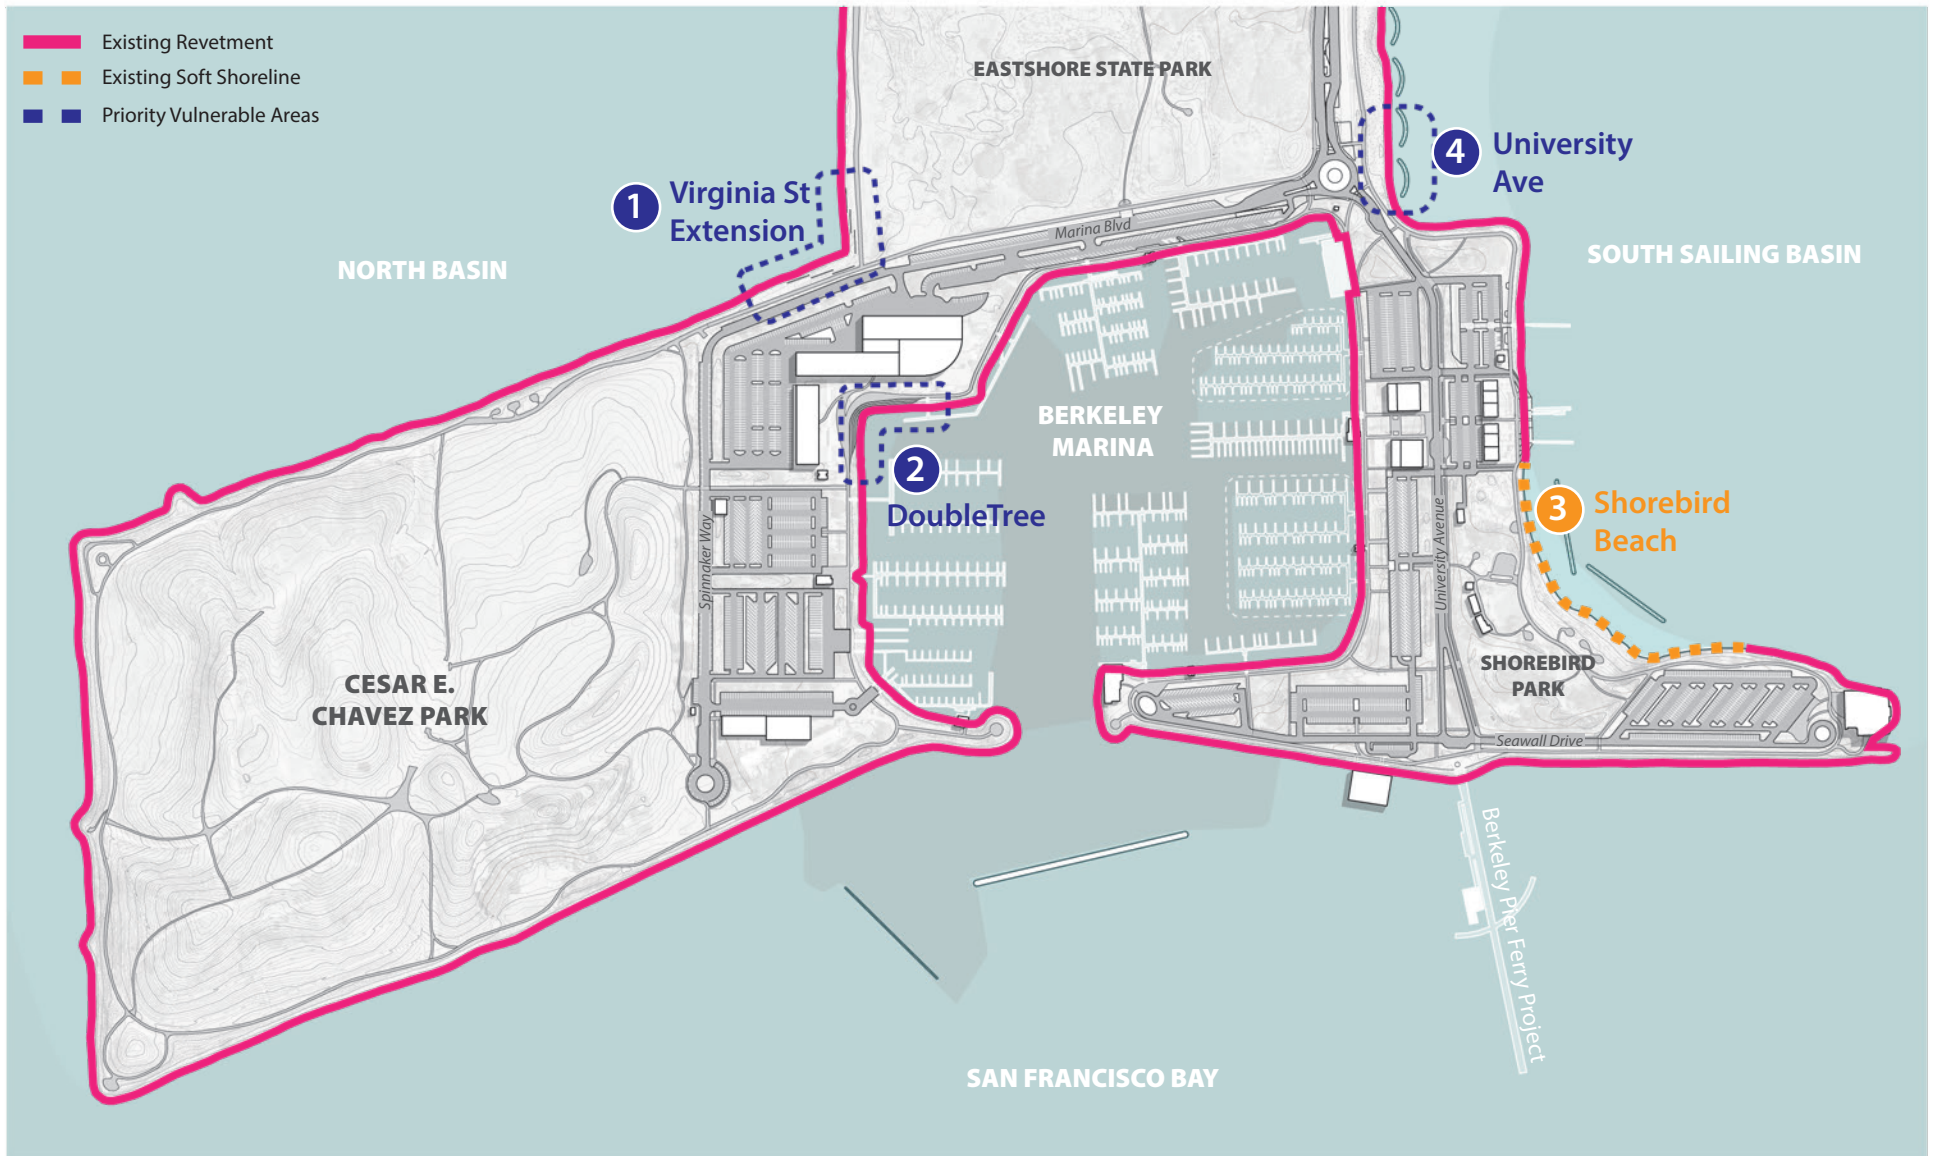 Existing Revetment
Existing Soft Shoreline
Priority Vulnerable Areas
EASTSHORE STATE PARK
4
University
Ave
1
Virginia St
Extension
Marina Blvd
NORTH BASIN
SOUTH SAILING BASIN
BERKELEY
MARINA
2
DoubleTree
3
Shorebird
Beach
Spinnaker Way
University Avenue
CESAR E.
CHAVEZ PARK
SHOREBIRD
PARK
Seawall Drive
Berkeley Pier Ferry Project
SAN FRANCISCO BAY